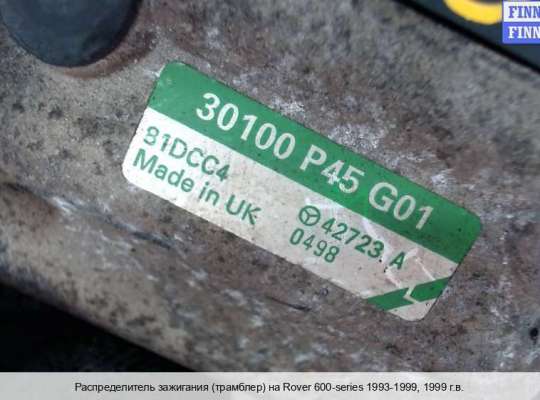 FINN
FINN
30100 P45 G01
81DCC4
Made in UK
42723 A
0498
Распределитель зажигания (трамблер) на Rover 600-series 1993-1999, 1999 г.в.